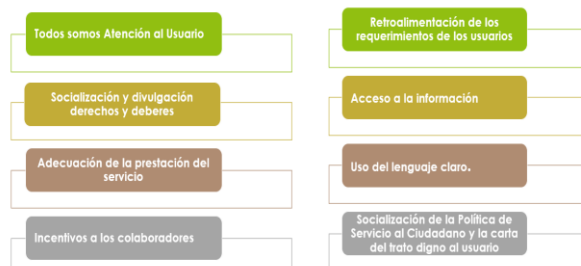 Todos somos Atención al Usuario
Socialización y divulgación
derechos y deberes
Adecuación de la prestación del
servicio
Incentivos a los colaboradores
Retroalimentación de los
requerimientos de los usuarios
Acceso a la información
Uso del lenguaje claro.
Socialización de la Política de
Servicio al Ciudadano y la carta
del trato digno al usuario